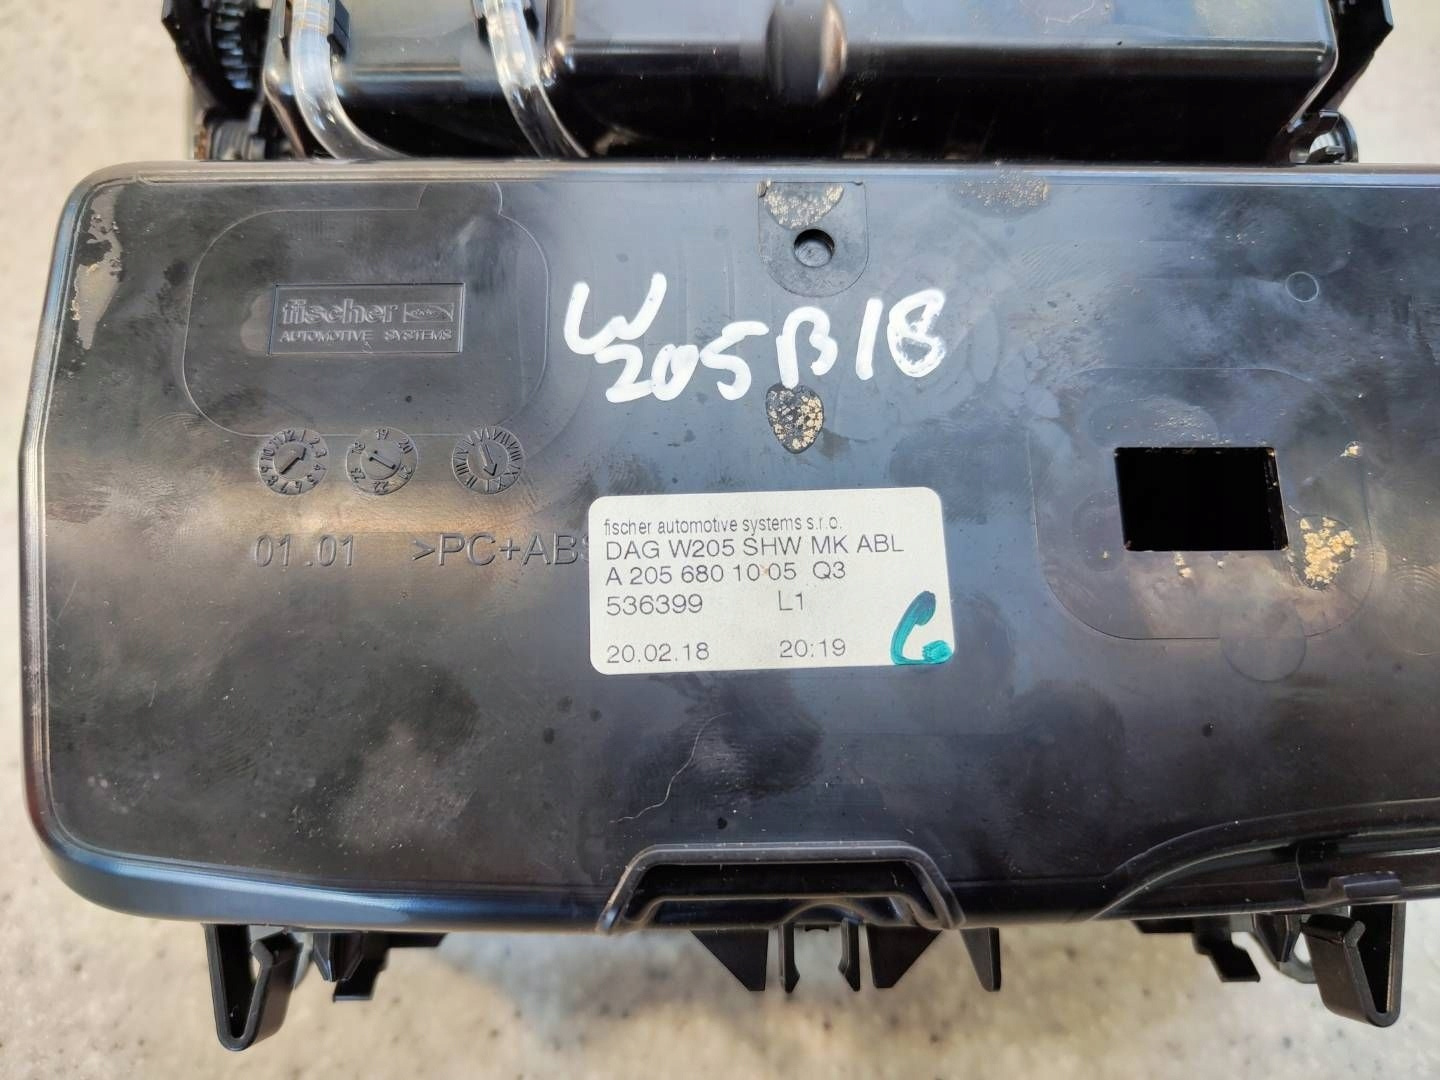 fischer
AUTOMOTIVE SYSTEMS
W
205 B18
01.01 >PC+ABS
fischer automotive systems s.r.o.
DAG W205 SHW MK ABL
A 205 680 10 05 Q3
536399 L1
20.02.18 20:19